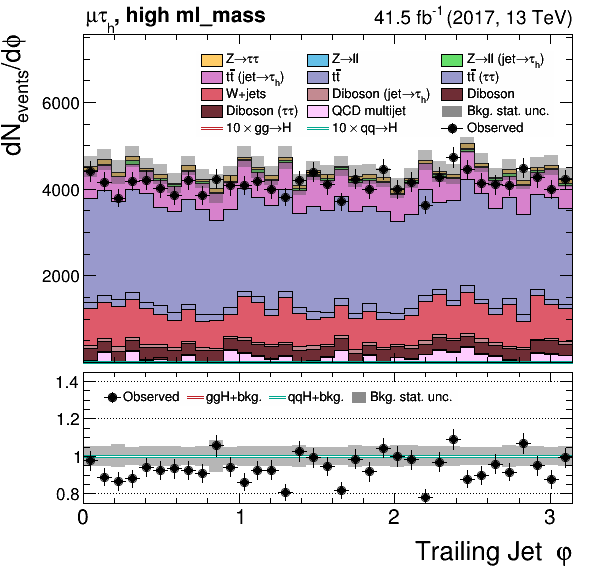 μτh, high ml_mass 41.5 fb⁻¹ (2017, 13 TeV)
dNevents/dϕ
Z→ττ Z→ll Z→ll (jet→τh)
tt̄ (jet→τh) tt̄ tt̄ (ττ)
W+jets Diboson (jet→τh) Diboson
Diboson (ττ) QCD multijet Bkg. stat. unc.
10 × gg→H 10 × qq→H Observed
6000
4000
2000
1.4
Observed ggH+bkg. qqH+bkg. Bkg. stat. unc.
1.2
1
0.8
0 1 2 3
Trailing Jet φ